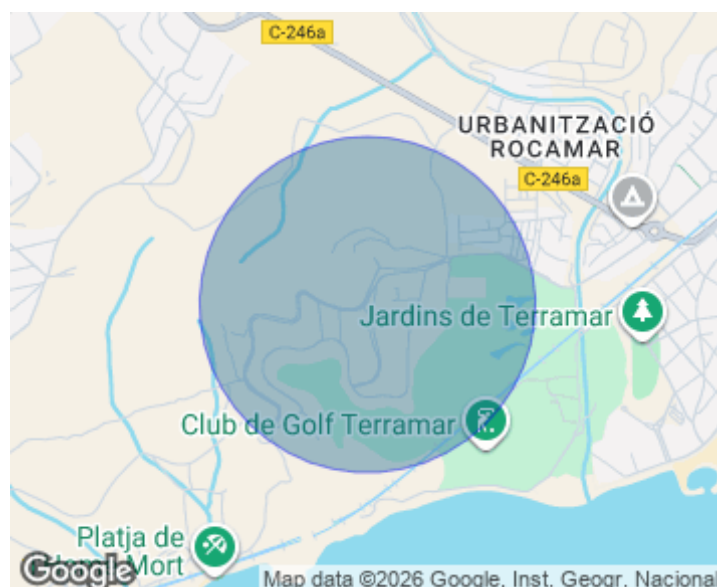 C-246a
URBANITZACIÓ
ROCAMAR
C-246a
Jardins de Terramar
Club de Golf Terramar
Platja de
Mort
Google
Map data ©2026 Google, Inst. Geogr. Nacional